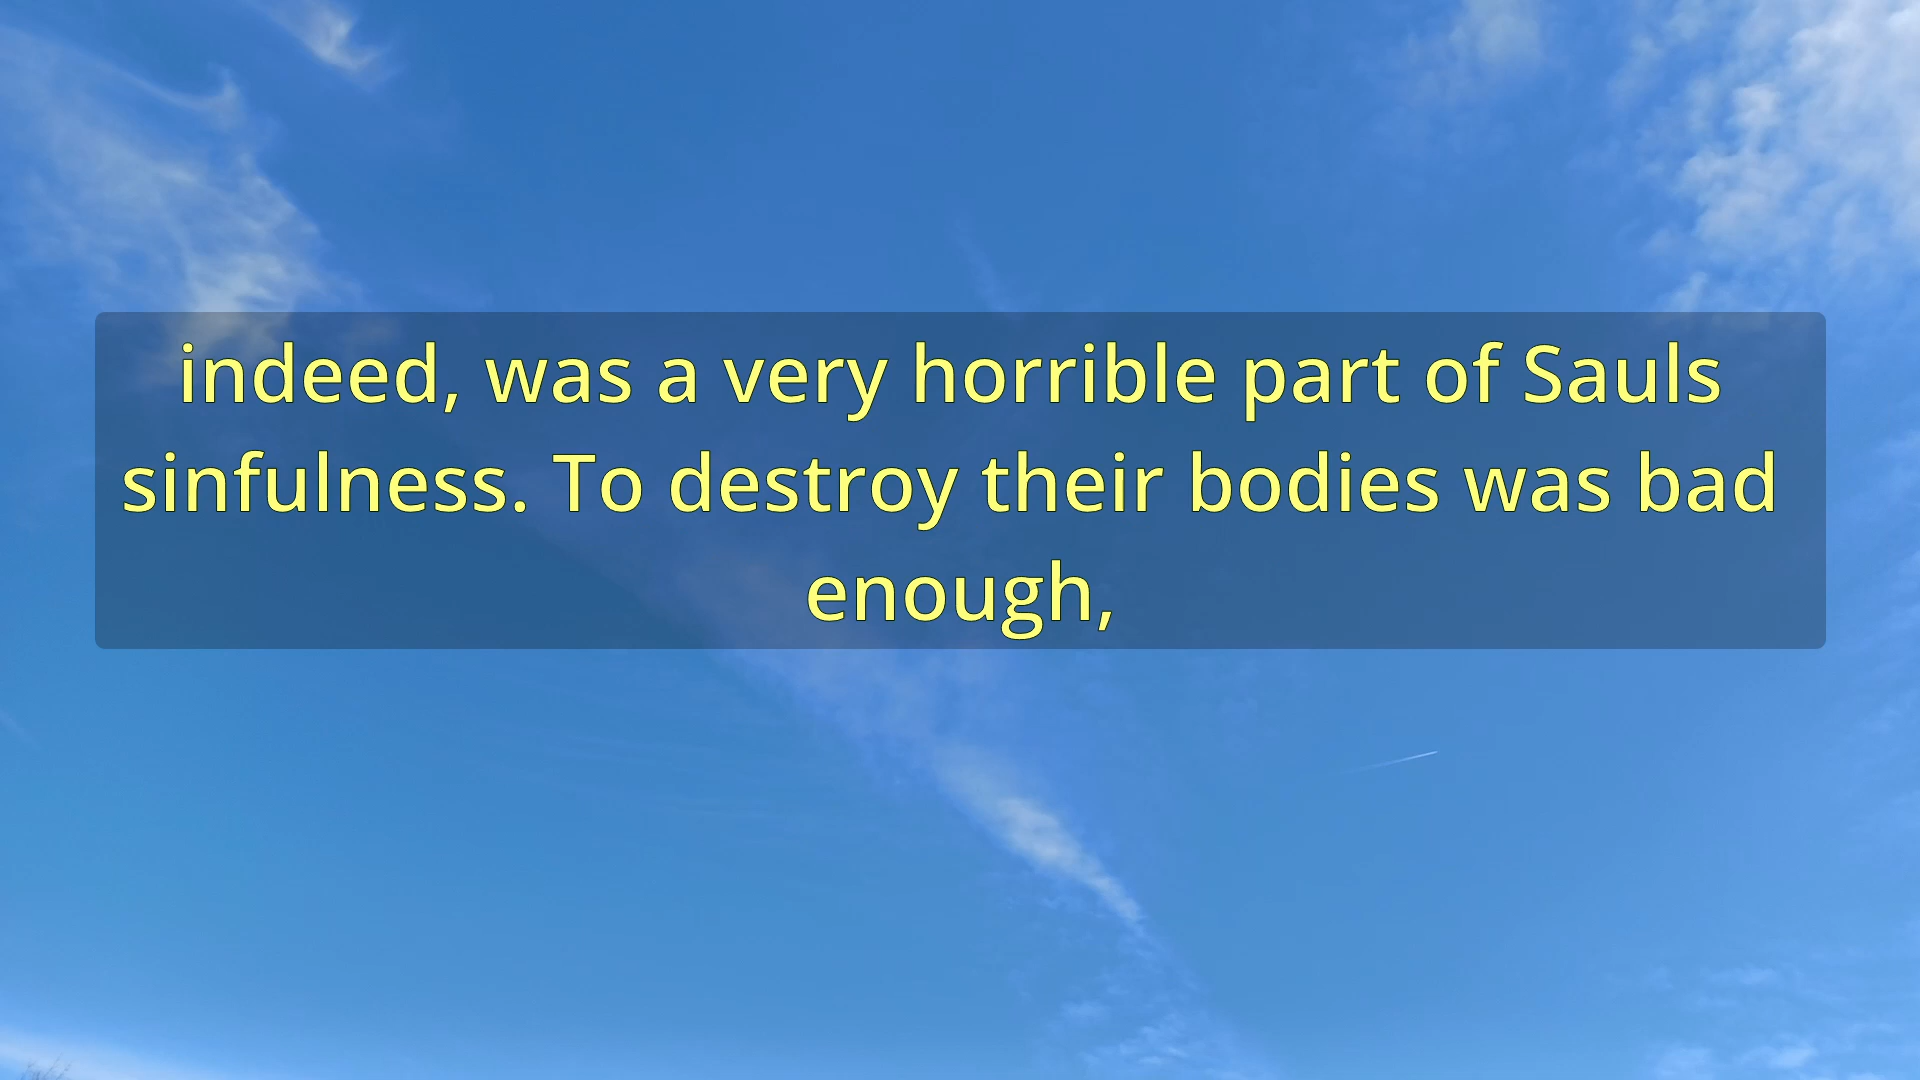 indeed, was a very horrible part of Sauls
sinfulness. To destroy their bodies was bad
enough,